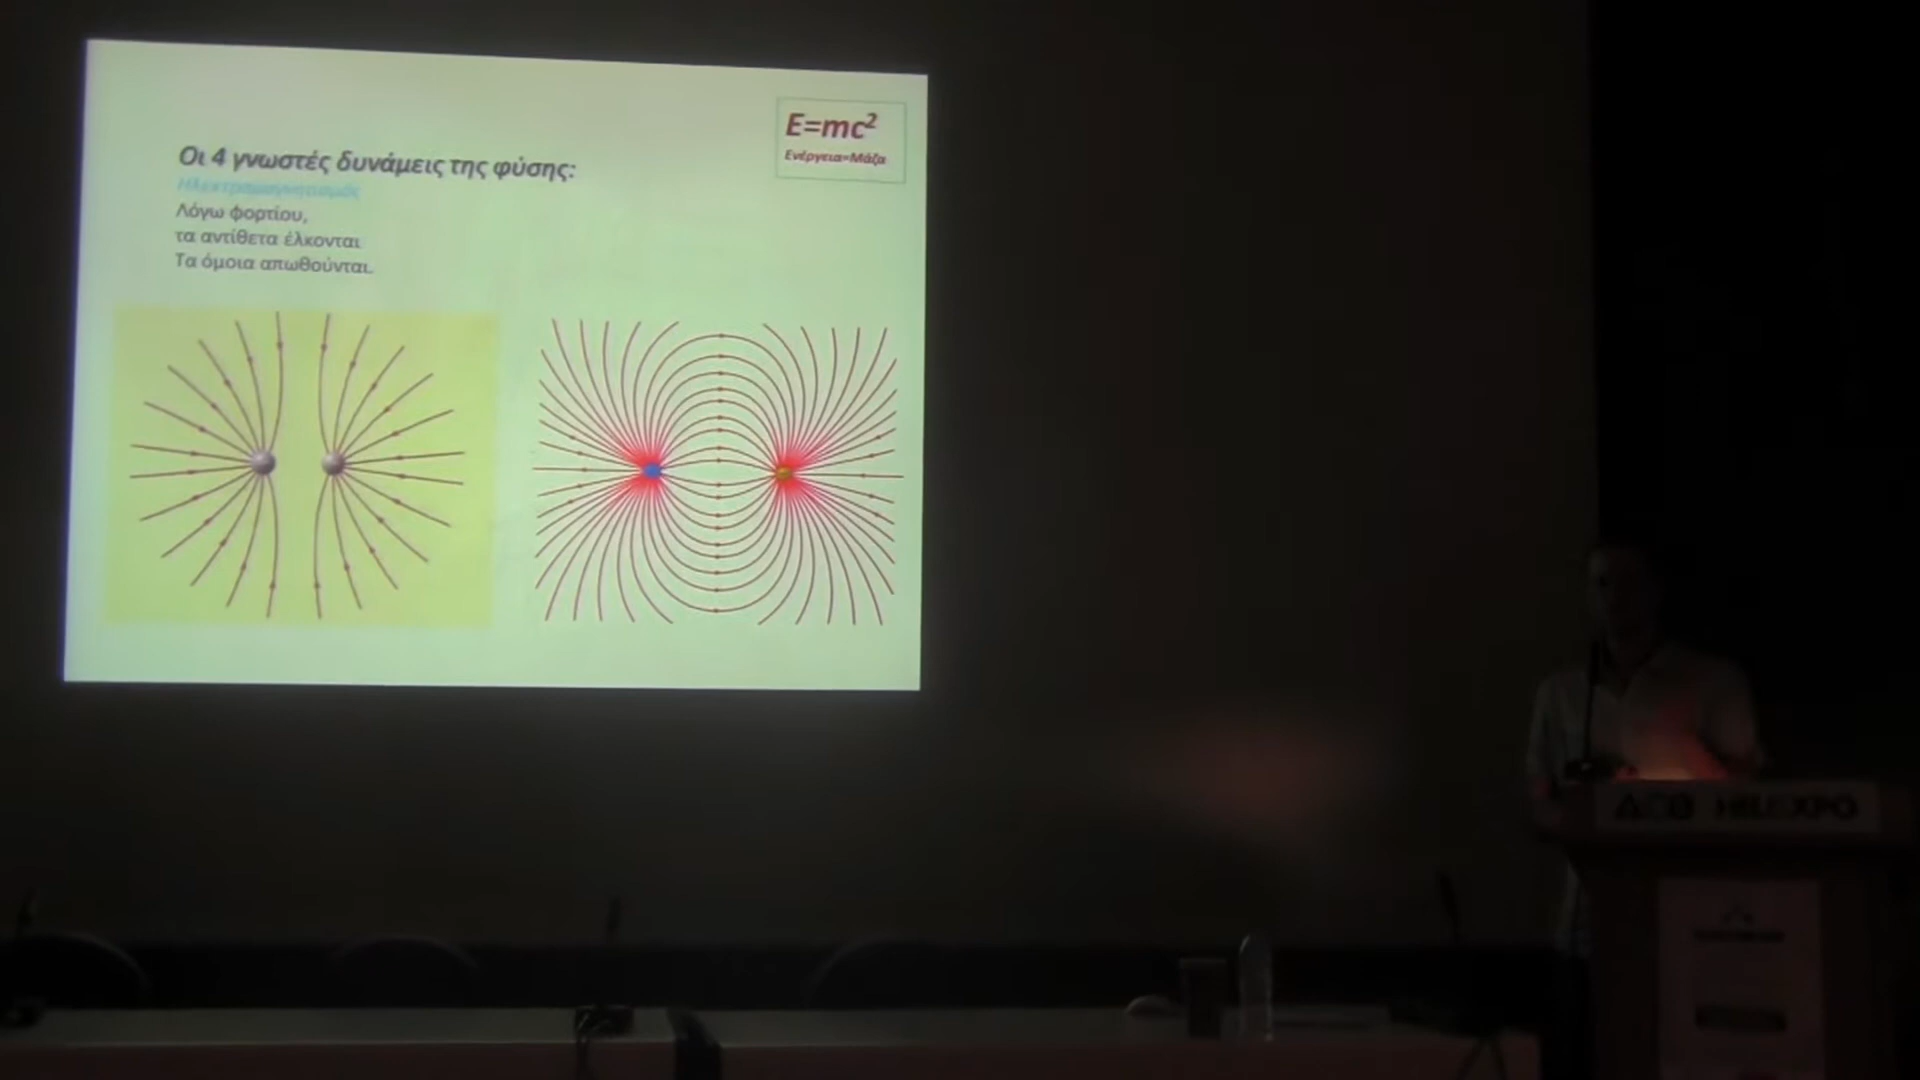 E=mc²
Ενέργεια=Μάζα
Οι 4 γνωστές δυνάμεις της φύσης:
Ηλεκτρομαγνητισμός
Λόγω φορτίου,
τα αντίθετα έλκονται
Τα όμοια απωθούνται.
ΔΕΘ HELEXPO